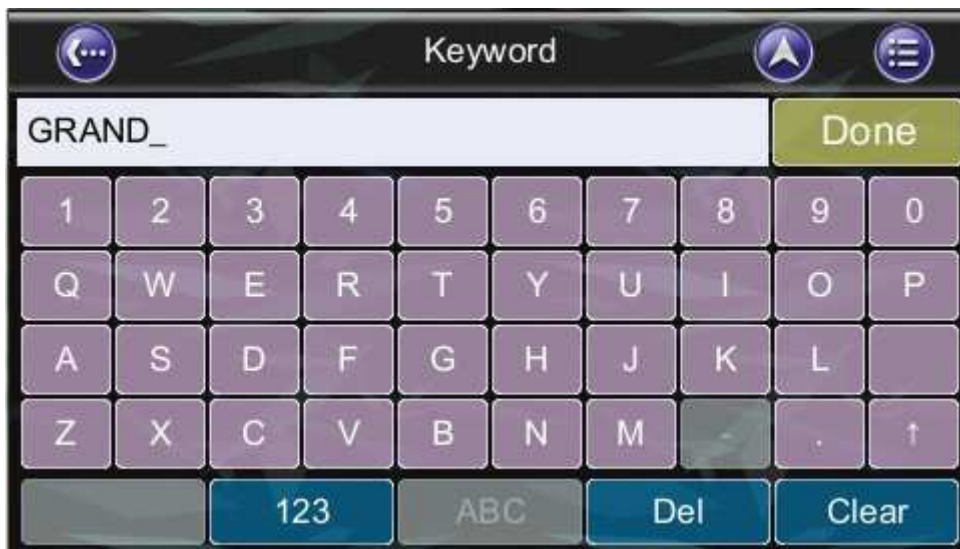 Keyword
GRAND_ Done
1 2 3 4 5 6 7 8 9 0
Q W E R T Y U I O P
A S D F G H J K L
Z X C V B N M - . ↑
123 ABC Del Clear